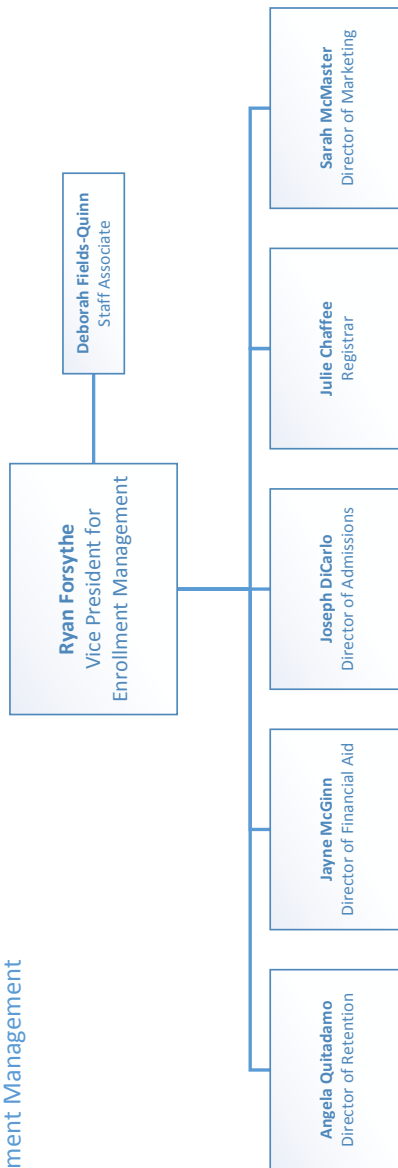 ment Management
Ryan Forsythe
Vice President for
Enrollment Management
Deborah Fields-Quinn
Staff Associate
Angela Quitadamo
Director of Retention
Jayne McGinn
Director of Financial Aid
Joseph DiCarlo
Director of Admissions
Julie Chaffee
Registrar
Sarah McMaster
Director of Marketing